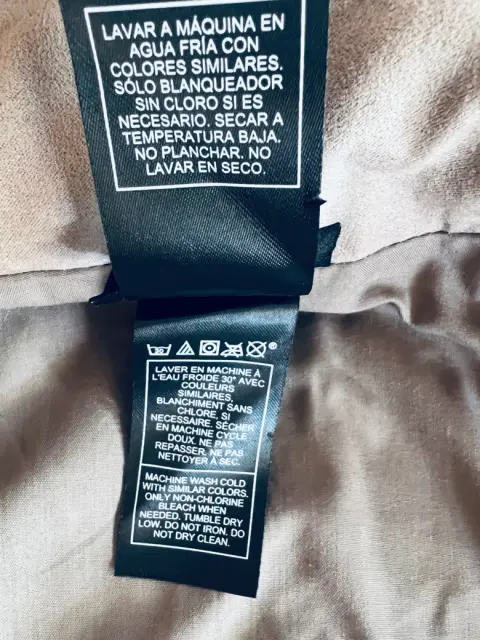 LAVAR A MÁQUINA EN
AGUA FRÍA CON
COLORES SIMILARES.
SÓLO BLANQUEADOR
SIN CLORO SI ES
NECESARIO. SECAR A
TEMPERATURA BAJA.
NO PLANCHAR. NO
LAVAR EN SECO.
30
®
LAVER EN MACHINE À
L'EAU FROIDE 30° AVEC
COULEURS
SIMILAIRES,
BLANCHIMENT SANS
CHLORE, SI
NECESSAIRE. SÉCHER
EN MACHINE CYCLE
DOUX. NE PAS
REPASSER. NE PAS
NETTOYER À SEC.
MACHINE WASH COLD
WITH SIMILAR COLORS.
ONLY NON-CHLORINE
BLEACH WHEN
NEEDED. TUMBLE DRY
LOW. DO NOT IRON. DO
NOT DRY CLEAN.